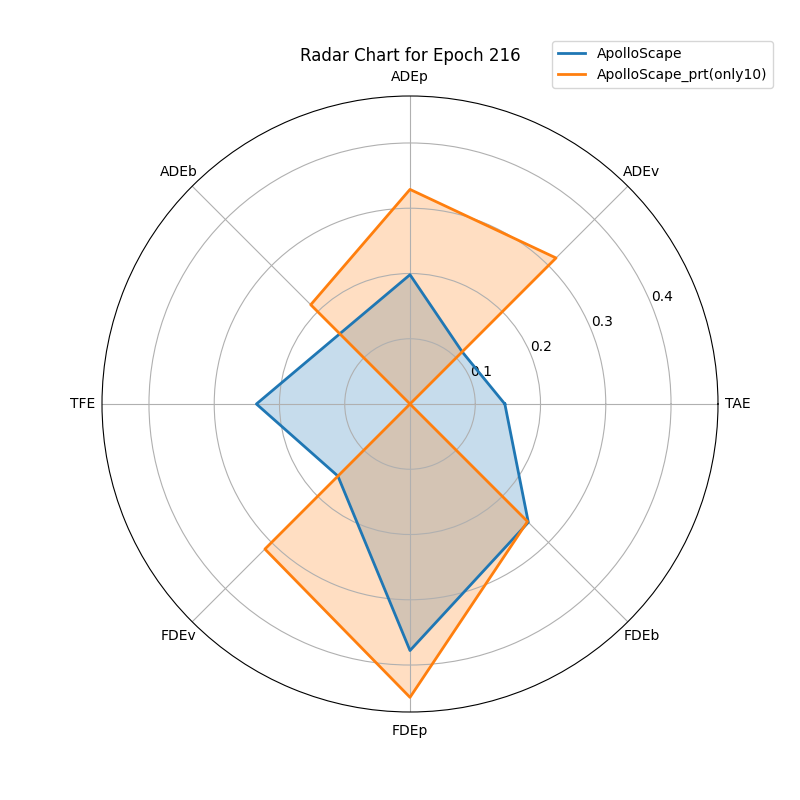 Radar Chart for Epoch 216
ApolloScape
ApolloScape_prt(only10)
ADEp
ADEb
ADEv
0.4
0.3
0.2
0.1
TFE
TAE
FDEv
FDEb
FDEp